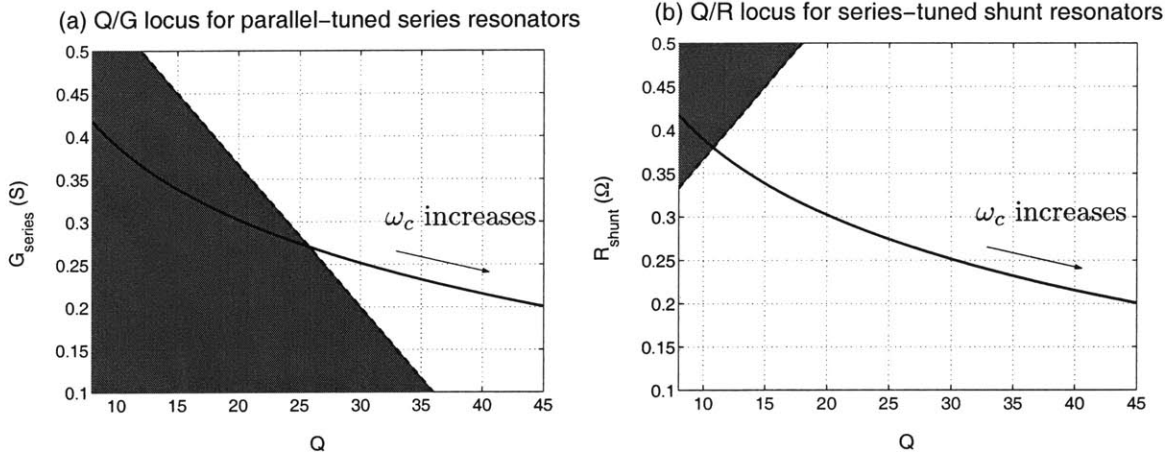 (a) Q/G locus for parallel-tuned series resonators
0.5
0.45
0.4
0.35
0.3
0.25
0.2
0.15
0.1
G_series (S)
ω_c increases
10 15 20 25 30 35 40 45
Q
(b) Q/R locus for series-tuned shunt resonators
0.5
0.45
0.4
0.35
0.3
0.25
0.2
0.15
0.1
R_shunt (Ω)
ω_c increases
10 15 20 25 30 35 40 45
Q